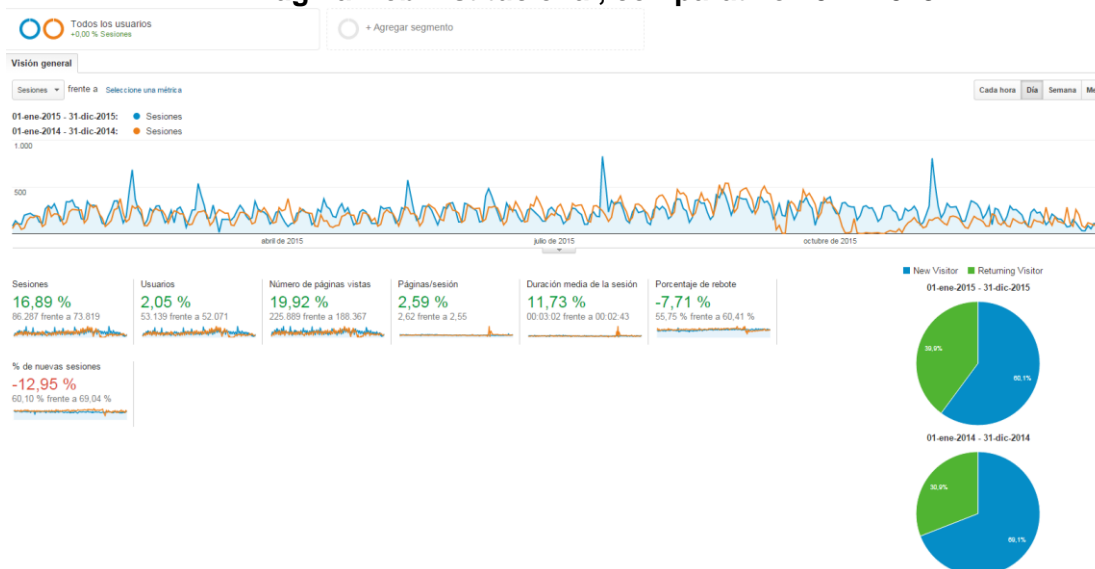 Todos los usuarios
+0,00 % Sesiones
+ Agregar segmento
Visión general
Sesiones frente a Seleccione una métrica
Cada hora Día Semana
01-ene-2015 - 31-dic-2015: Sesiones
01-ene-2014 - 31-dic-2014: Sesiones
1.000
500
abril de 2015 julio de 2015 octubre de 2015
New Visitor Returning Visitor
Sesiones
16,89 %
86.287 frente a 73.819
Usuarios
2,05 %
53.139 frente a 52.071
Número de páginas vistas
19,92 %
225.889 frente a 188.367
Páginas/sesión
2,59 %
2,62 frente a 2,55
Duración media de la sesión
11,73 %
00:03:02 frente a 00:02:43
Porcentaje de rebote
-7,71 %
55,75 % frente a 60,41 %
% de nuevas sesiones
-12,95 %
60,10 % frente a 69,04 %
01-ene-2015 - 31-dic-2015
39,9%
60,1%
01-ene-2014 - 31-dic-2014
30,9%
69,1%